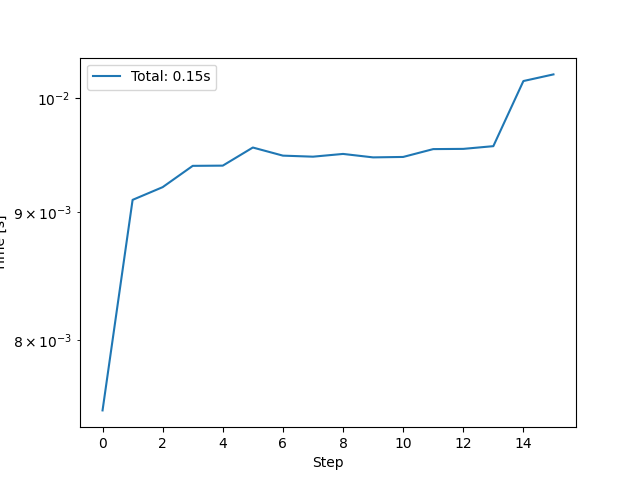 Total: 0.15s
10⁻²
9 × 10⁻³
8 × 10⁻³
Time [s]
0 2 4 6 8 10 12 14
Step